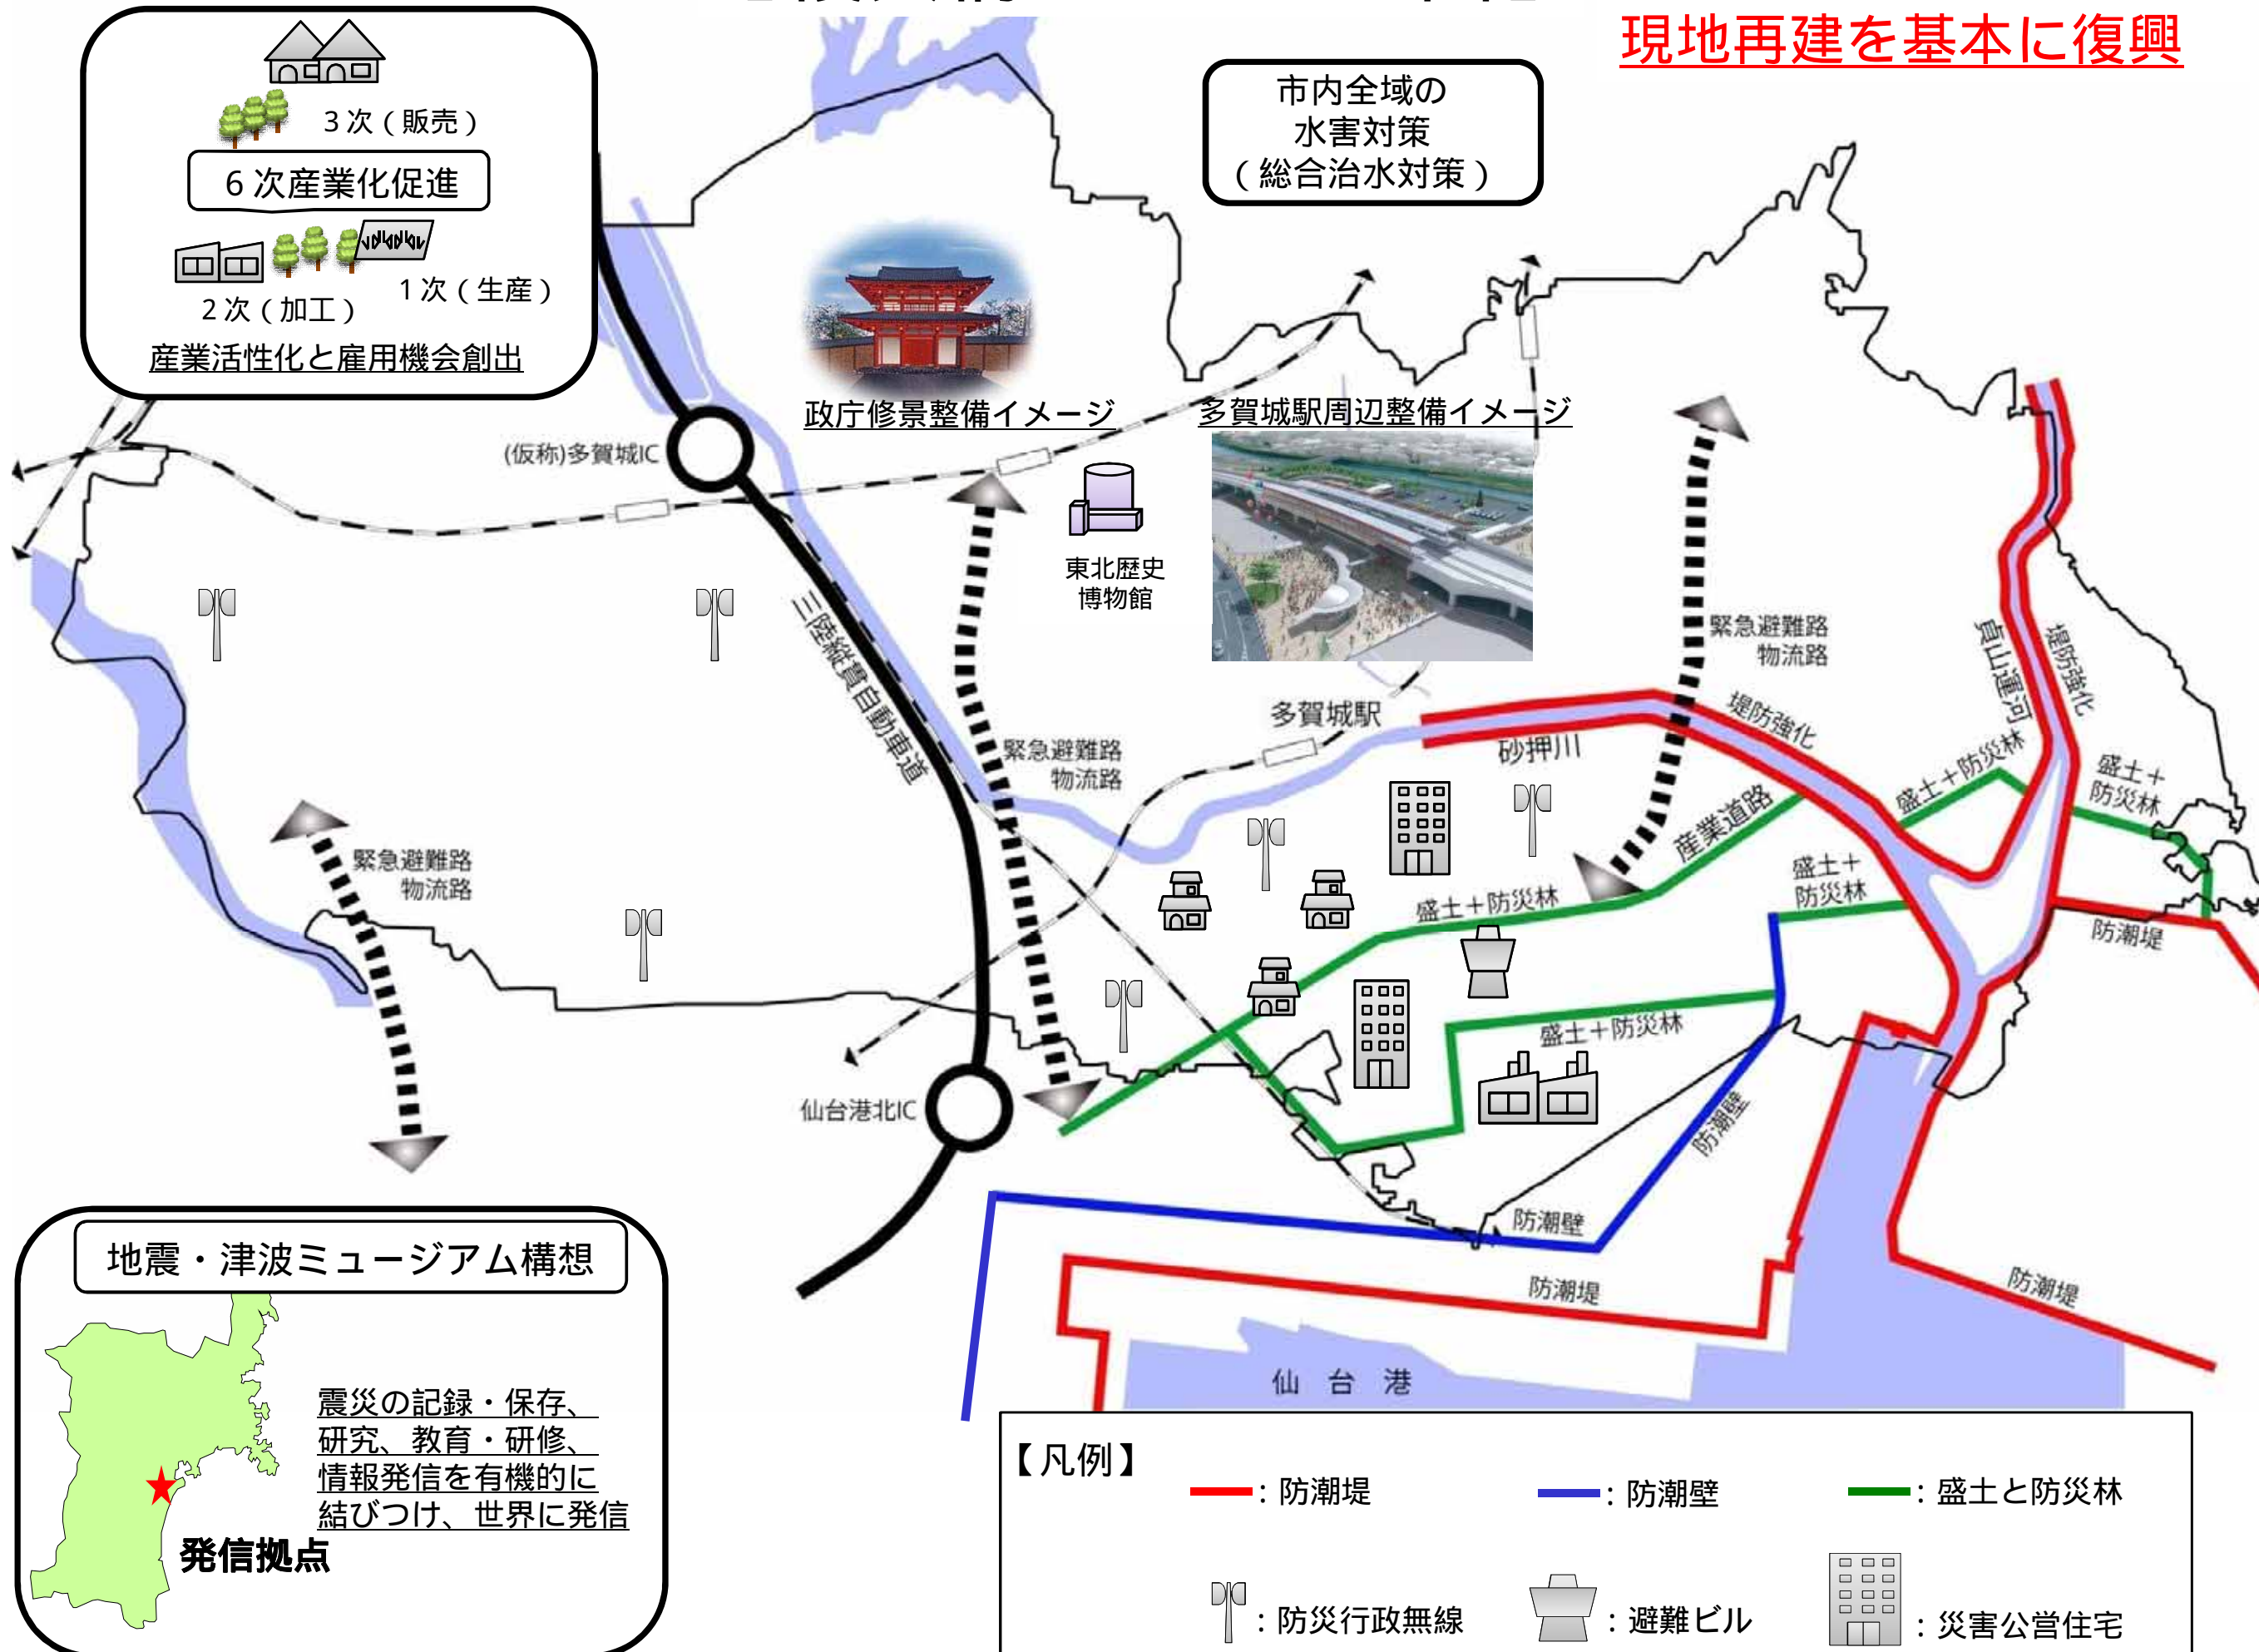 現地再建を基本に復興
3次（販売）
6次産業化促進
1次（生産）
2次（加工）
産業活性化と雇用機会創出
市内全域の
水害対策
（総合治水対策）
政庁修景整備イメージ
多賀城駅周辺整備イメージ
(仮称)多賀城IC
東北歴史
博物館
三陸縦貫自動車道
緊急避難路
物流路
貞山運河
堤防強化
多賀城駅
堤防強化
砂押川
緊急避難路
物流路
盛土＋防災林
盛土＋
防災林
産業道路
緊急避難路
物流路
盛土＋
防災林
盛土＋防災林
防潮堤
盛土＋防災林
仙台港北IC
防潮壁
防潮壁
防潮堤
防潮堤
仙台港
地震・津波ミュージアム構想
震災の記録・保存、
研究、教育・研修、
情報発信を有機的に
結びつけ、世界に発信
発信拠点
【凡例】
：防潮堤
：防潮壁
：盛土と防災林
：防災行政無線
：避難ビル
：災害公営住宅